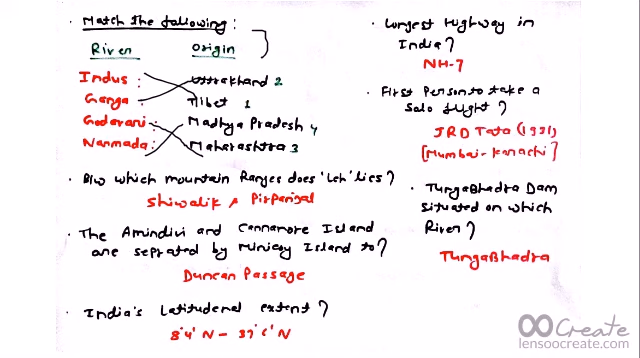 • Match the following :
River Origin
Indus : Uttrakhand 2
Ganga : Tibet 1
Godavari : Madhya Pradesh 4
Narmada : Maharashtra 3
• B/w which mountain Ranges does 'Leh' lies?
Shiwalik & Pirpanjal
• The Amindivi and Cannanore Island
are seprated by Minicoy Island to?
Duncan Passage
• India's Latitudenal extent?
8°4' N - 37°6' N
• Longest Highway in
India?
NH-7
• First Person to take a
Solo flight?
JRD Tata (1931)
[Mumbai - Karachi]
• TungaBhadra Dam
situated on which
River?
TungaBhadra
Create
lensoocreate.com